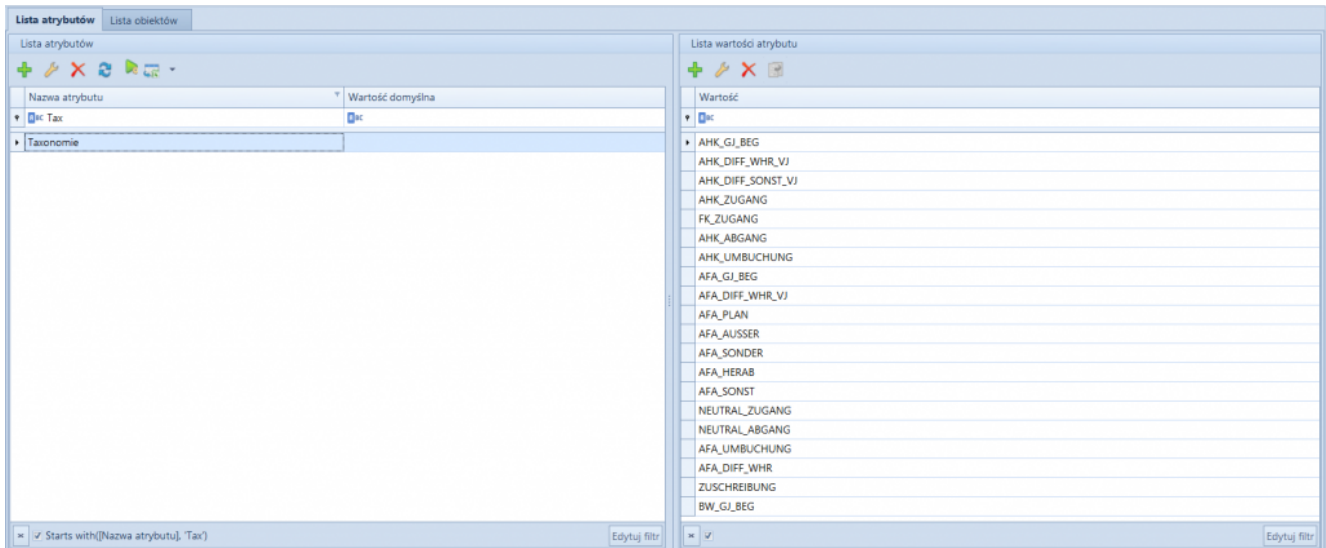 Lista atrybutów Lista obiektów
Lista atrybutów
Nazwa atrybutu Wartość domyślna
Tax
Taxonomie
Starts with([Nazwa atrybutu], 'Tax') Edytuj filtr
Lista wartości atrybutu
Wartość
AHK_GJ_BEG
AHK_DIFF_WHR_VJ
AHK_DIFF_SONST_VJ
AHK_ZUGANG
FK_ZUGANG
AHK_ABGANG
AHK_UMBUCHUNG
AFA_GJ_BEG
AFA_DIFF_WHR_VJ
AFA_PLAN
AFA_AUSSER
AFA_SONDER
AFA_HERAB
AFA_SONST
NEUTRAL_ZUGANG
NEUTRAL_ABGANG
AFA_UMBUCHUNG
AFA_DIFF_WHR
ZUSCHREIBUNG
BW_GJ_BEG
Edytuj filtr